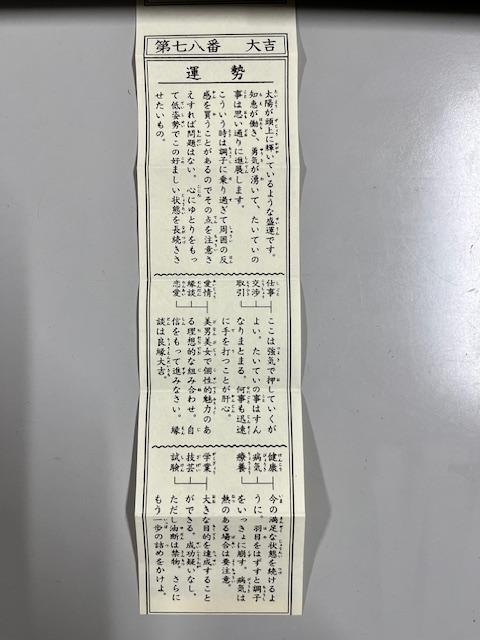 第七八番 大吉
運勢
太陽が頭上に輝いているような盛運です。
知恵が働き、勇気が湧いて、たいていの
事は思い通りに進展します。
こういう時は調子に乗り過ぎて周囲の反
感を買うことがあるのでその点を注意さ
えすれば問題はない。心にゆとりをもっ
て低姿勢でこの好ましい状態を長続きさ
せたいもの。
仕事
交渉
取引
ここは強気で押していくが
よい。たいていの事はすん
なりまとまる。何事も迅速
に手を打つことが肝心。
愛情
縁談
恋愛
美男美女で個性的魅力のあ
る理想的な組み合わせ。自
信をもって進みなさい。縁
談は良縁大吉。
健康
病気
療養
今の満足な状態を続けるよ
うに。羽目をはずすと調子
をいっきょに崩す。病気は
熱のある場合は要注意。
学業
技芸
試験
大きな目的を達成すること
ができる。成功疑いなし。
ただし油断は禁物。さらに
もう一歩の詰めをかけよ。